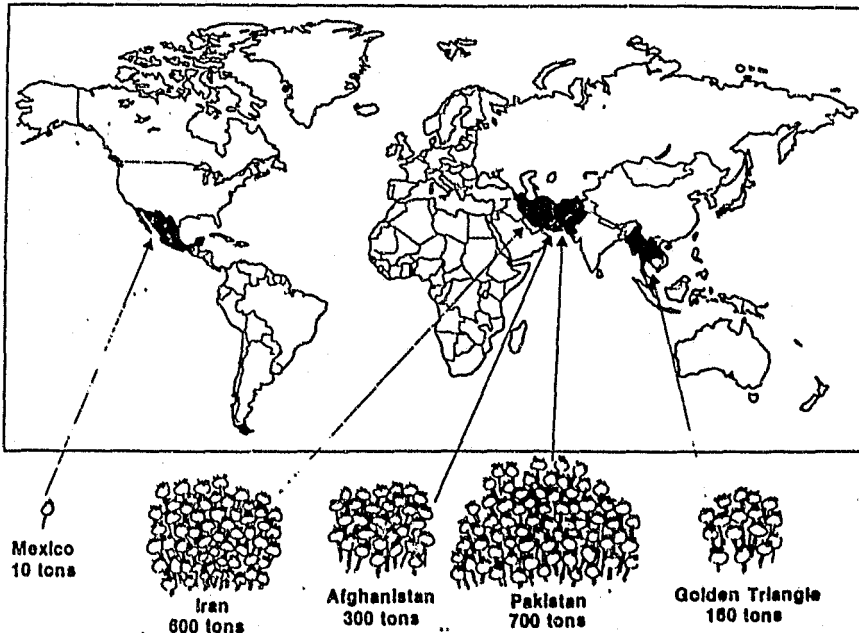 Mexico
10 tons
Iran
600 tons
Afghanistan
300 tons
Pakistan
700 tons
Golden Triangle
160 tons